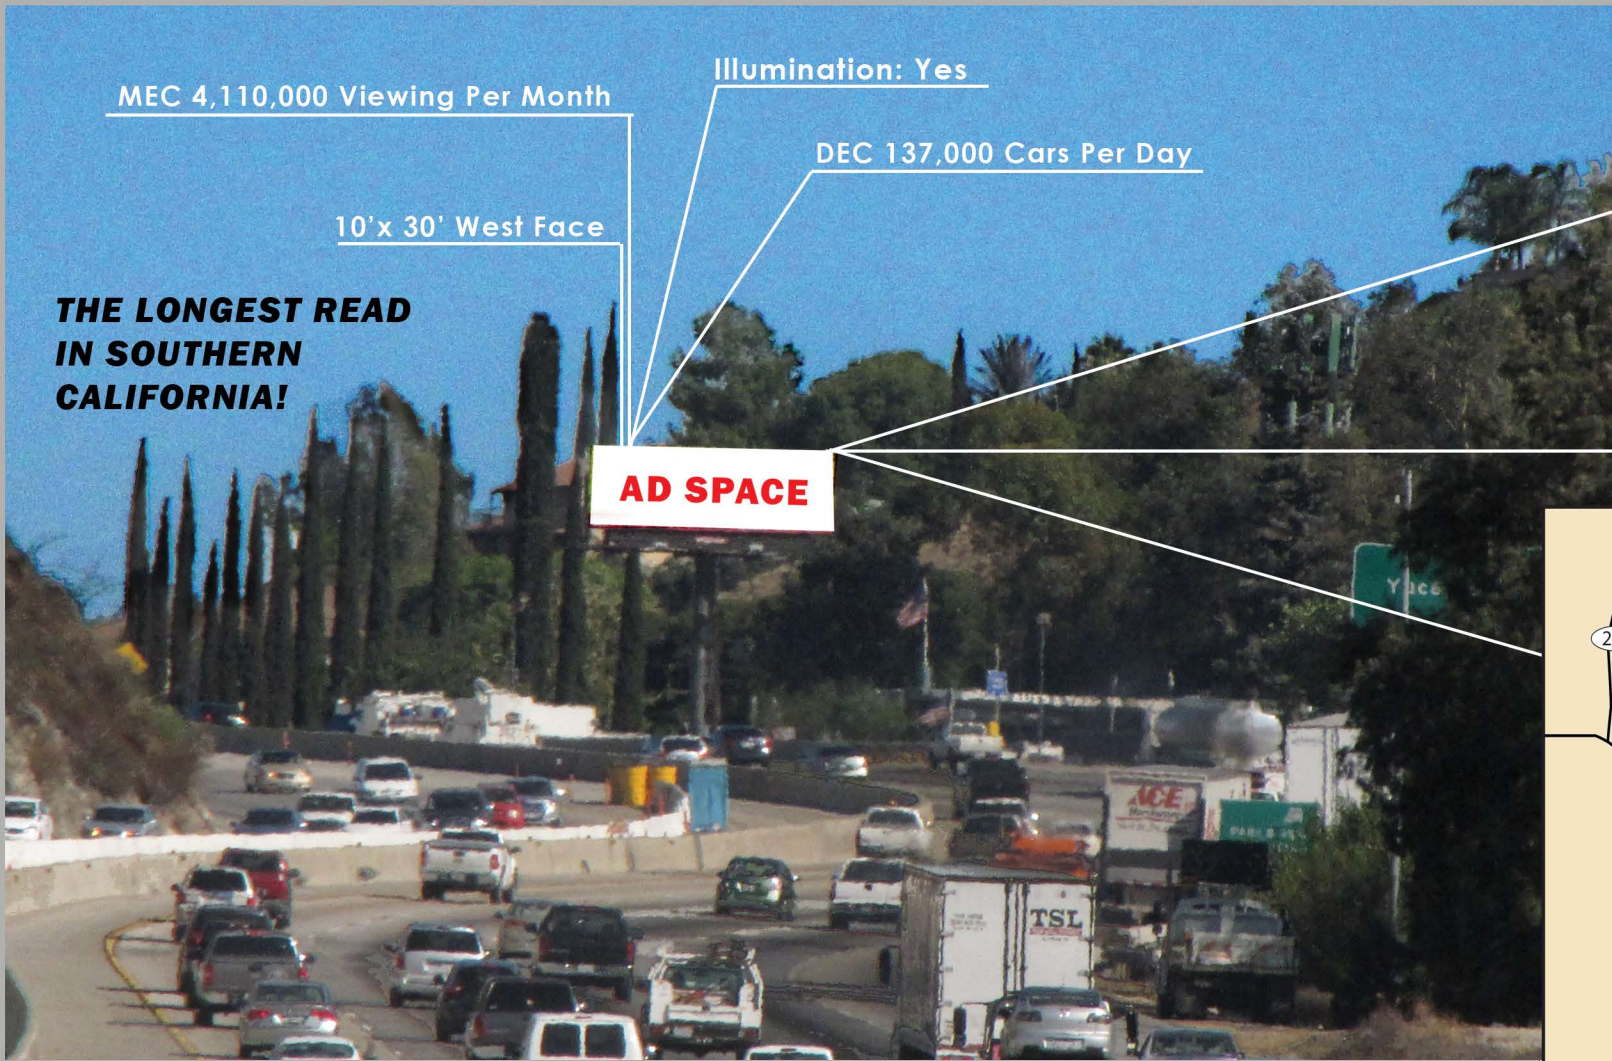 Illumination: Yes
MEC 4,110,000 Viewing Per Month
DEC 137,000 Cars Per Day
10’x 30’ West Face
THE LONGEST READ
IN SOUTHERN
CALIFORNIA!
AD SPACE
2
ACE
TSL